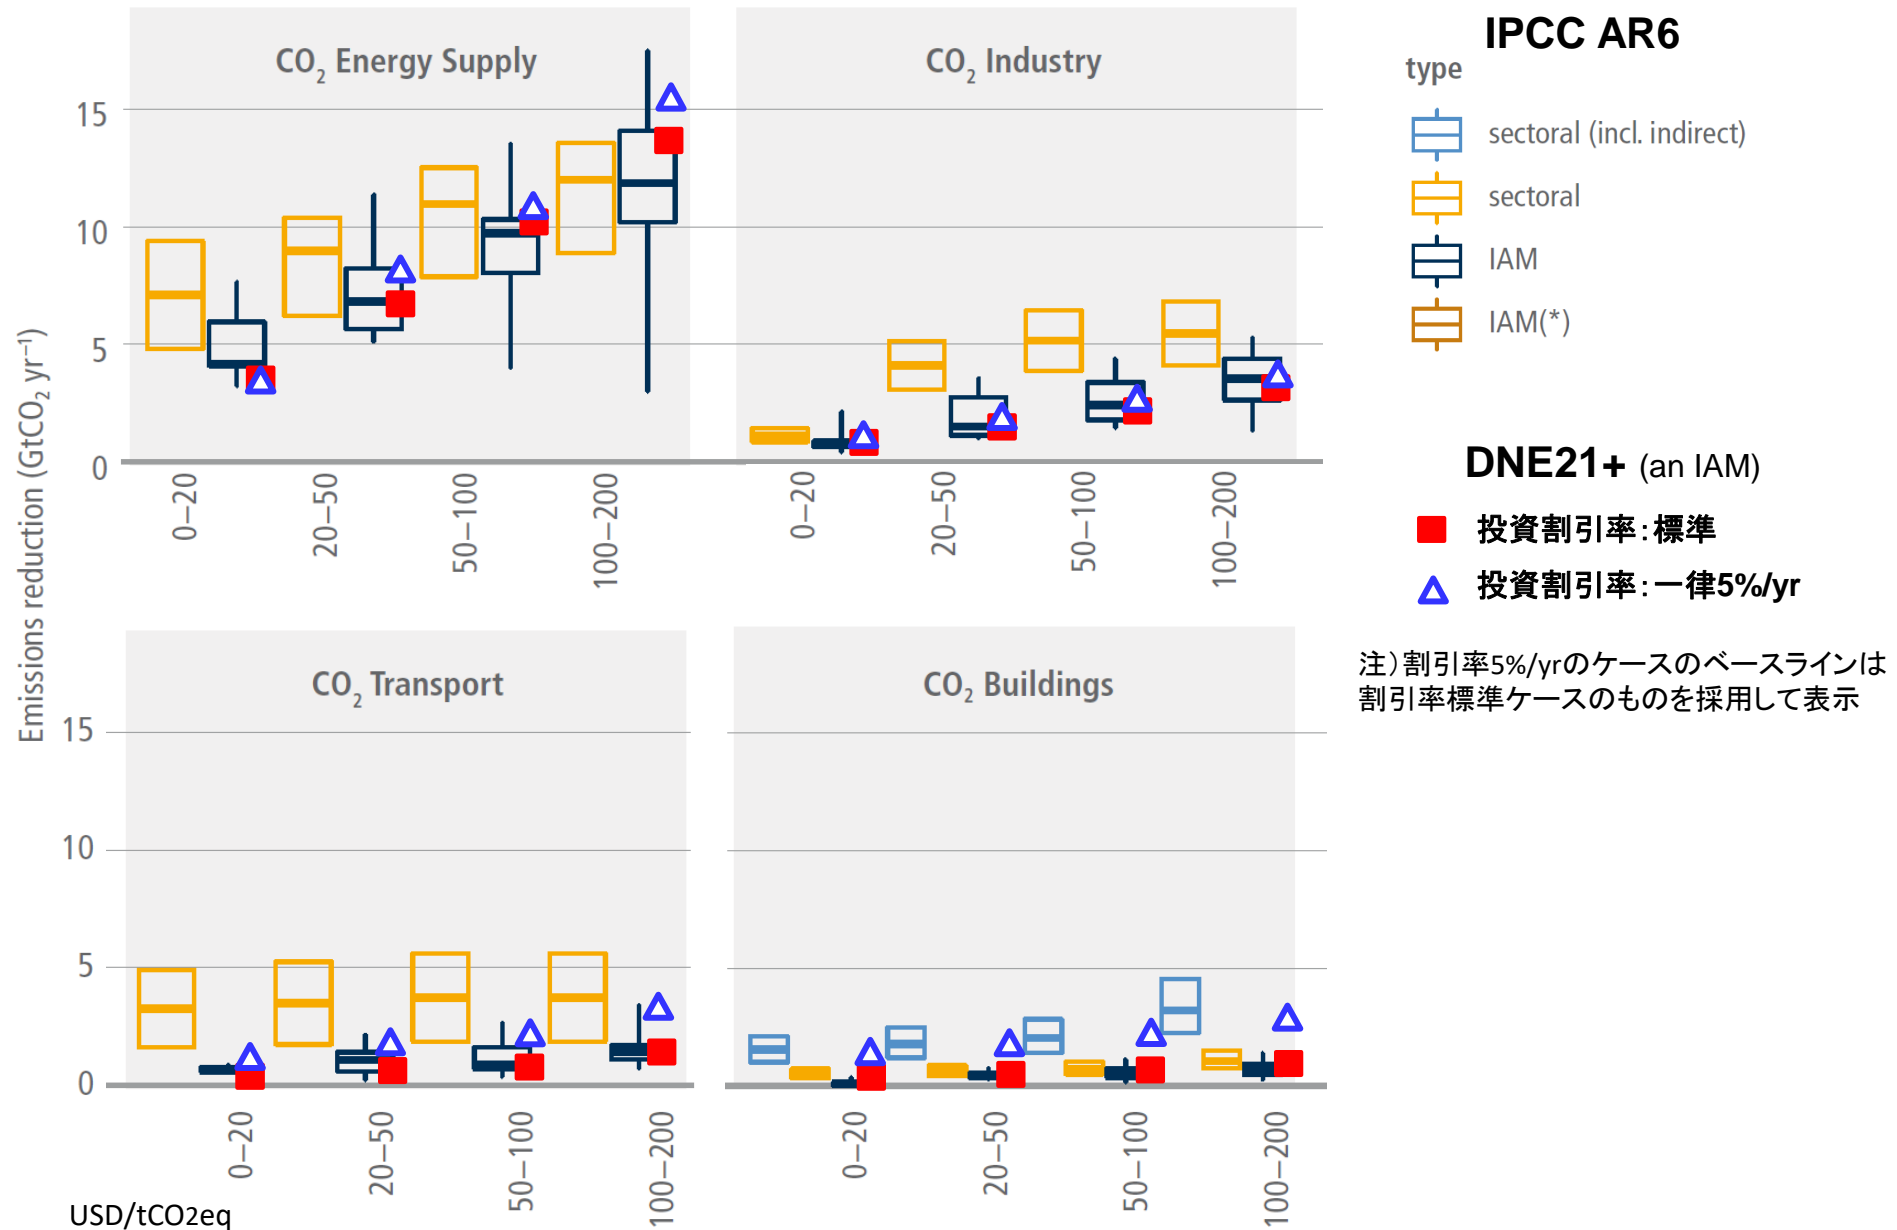 CO2 Energy Supply
CO2 Industry
15
10
5
0
0–20
20–50
50–100
100–200
0–20
20–50
50–100
100–200
Emissions reduction (GtCO2 yr–1)
CO2 Transport
CO2 Buildings
15
10
5
0
0–20
20–50
50–100
100–200
0–20
20–50
50–100
100–200
USD/tCO2eq
IPCC AR6
type
sectoral (incl. indirect)
sectoral
IAM
IAM(*)
DNE21+ (an IAM)
投資割引率：標準
投資割引率：一律5%/yr
注）割引率5%/yrのケースのベースラインは
割引率標準ケースのものを採用して表示